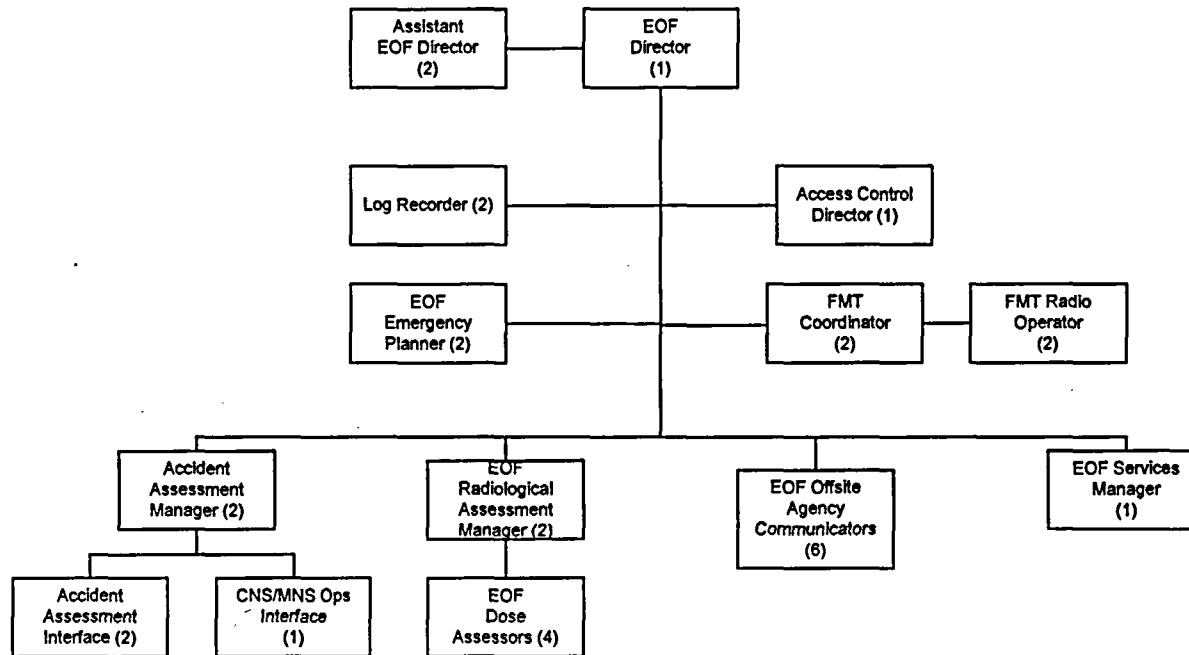 Assistant
EOF Director
(2)
EOF
Director
(1)
Log Recorder (2)
Access Control
Director (1)
EOF
Emergency
Planner (2)
FMT
Coordinator
(2)
FMT Radio
Operator
(2)
Accident
Assessment
Manager (2)
EOF
Radiological
Assessment
Manager (2)
EOF Offsite
Agency
Communicators
(6)
EOF Services
Manager
(1)
Accident
Assessment
Interface (2)
CNS/MNS Ops
Interface
(1)
EOF
Dose
Assessors (4)